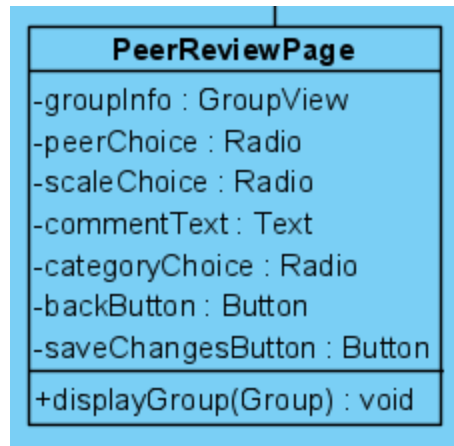 PeerReviewPage
-groupInfo : GroupView
-peerChoice : Radio
-scaleChoice : Radio
-commentText : Text
-categoryChoice : Radio
-backButton : Button
-saveChangesButton : Button
+displayGroup(Group) : void